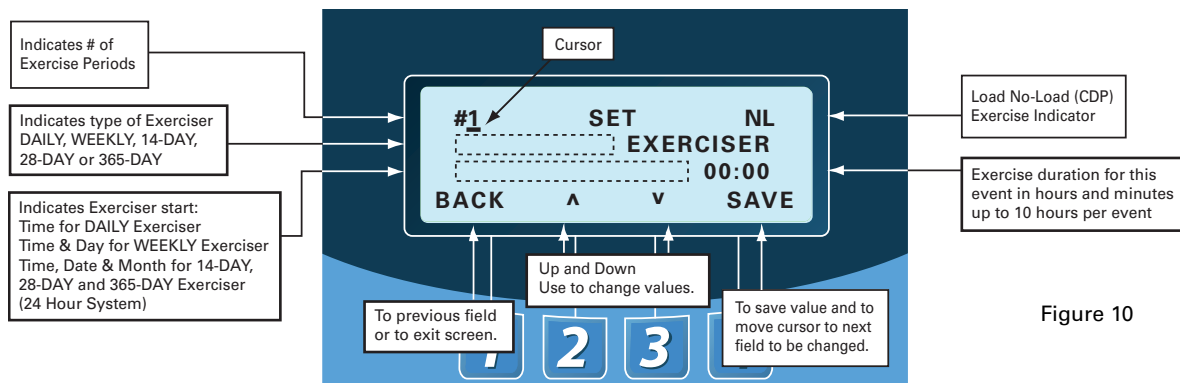 Indicates # of
Exercise Periods
Indicates type of Exerciser
DAILY, WEEKLY, 14-DAY,
28-DAY or 365-DAY
Indicates Exerciser start:
Time for DAILY Exerciser
Time & Day for WEEKLY Exerciser
Time, Date & Month for 14-DAY,
28-DAY and 365-DAY Exerciser
(24 Hour System)
Cursor
#1 SET NL
EXERCISER
00:00
BACK ʌ v SAVE
To previous field
or to exit screen.
Up and Down
Use to change values.
To save value and to
move cursor to next
field to be changed.
2 3
Load No-Load (CDP)
Exercise Indicator
Exercise duration for this
event in hours and minutes
up to 10 hours per event
Figure 10